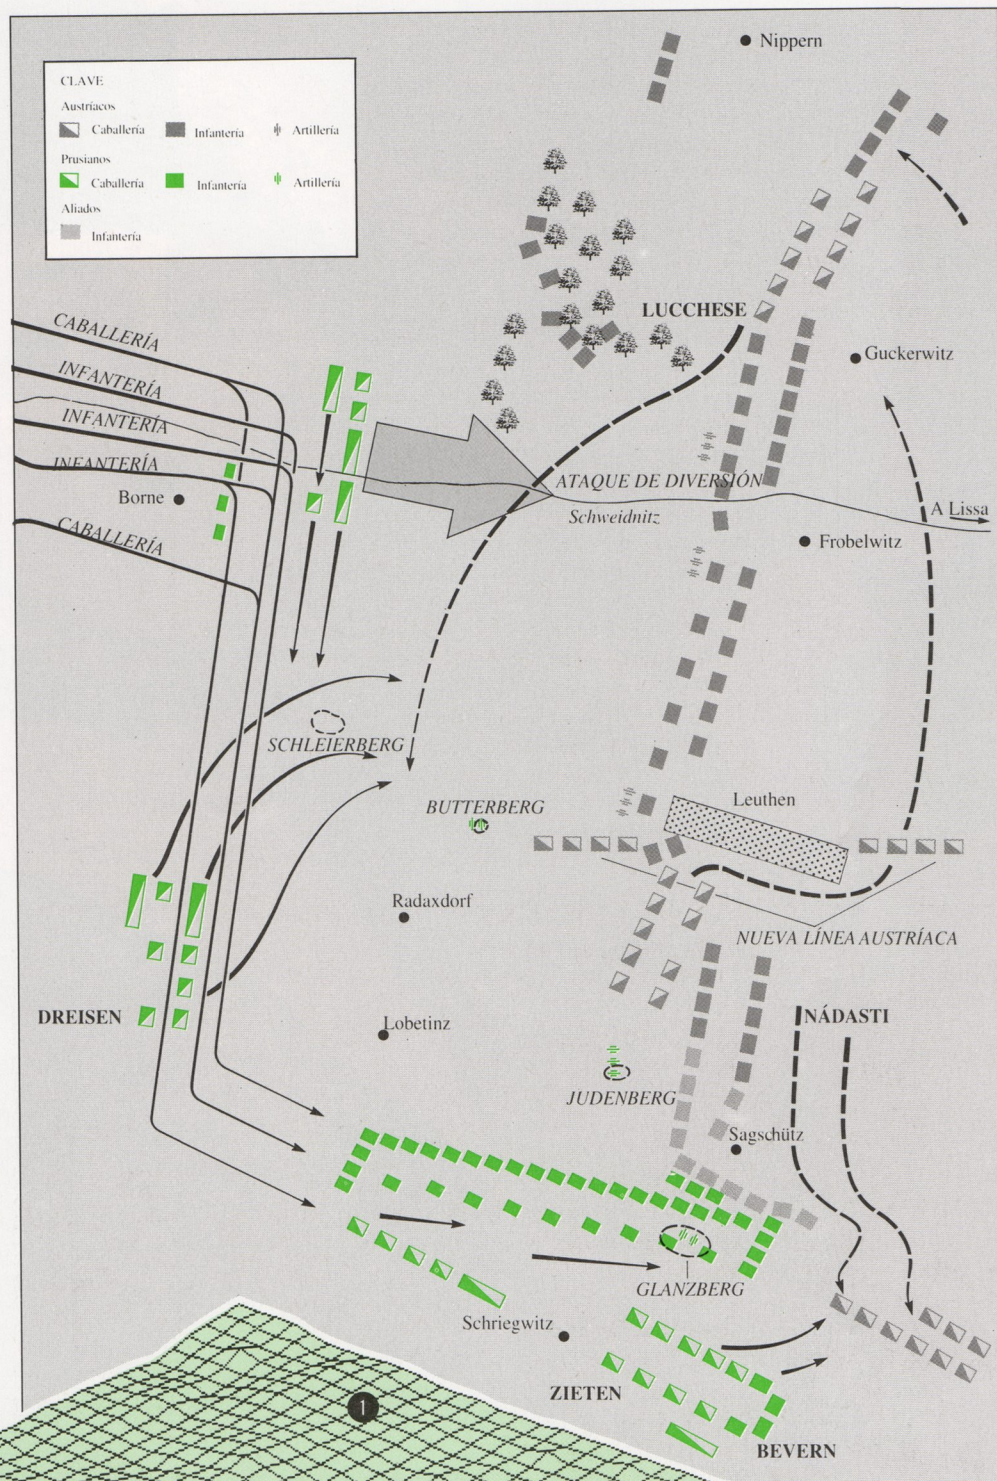 Nippern
CLAVE
Austríacos
Caballería Infantería Artillería
Prusianos
Caballería Infantería Artillería
Aliados
Infantería
LUCCHESE
CABALLERÍA
Guckerwitz
INFANTERÍA
INFANTERÍA
INFANTERÍA
ATAQUE DE DIVERSIÓN
Borne
A Lissa
Schweidnitz
CABALLERÍA
Frobelwitz
SCHLEIERBERG
Leuthen
BUTTERBERG
Radaxdorf
NUEVA LÍNEA AUSTRÍACA
DREISEN
NÁDASTI
Lobetinz
JUDENBERG
Sagschütz
GLANZBERG
Schriegwitz
ZIETEN
1
BEVERN